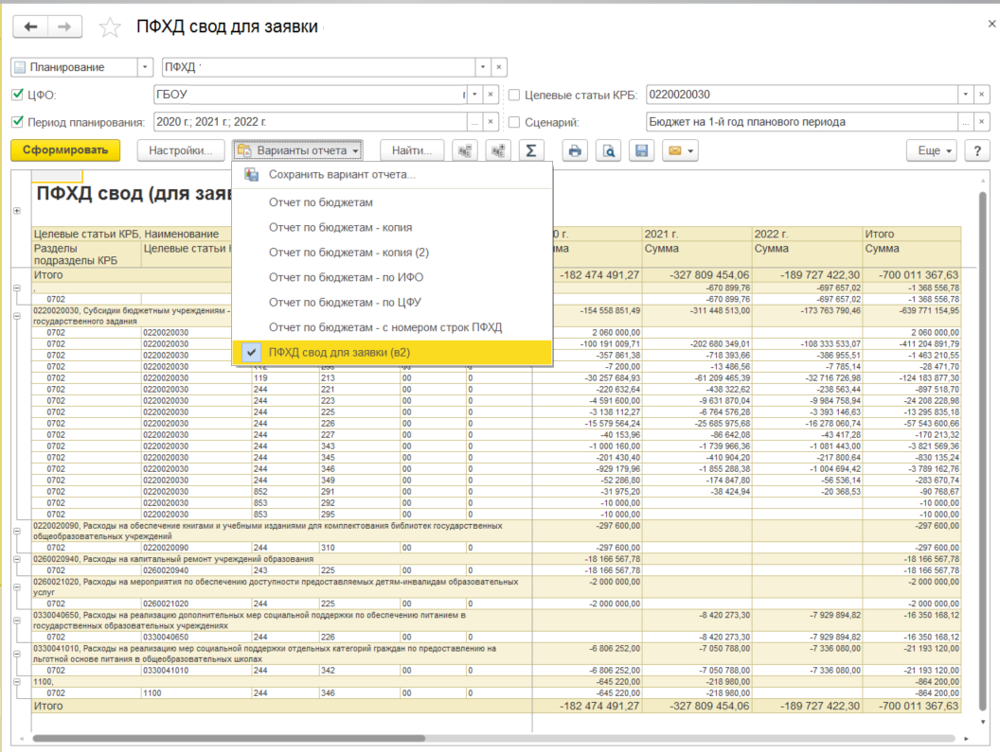 ПФХД свод для заявки
Планирование ПФХД
ЦФО: ГБОУ Целевые статьи КРБ: 0220020030
Период планирования: 2020 г.; 2021 г.; 2022 г. Сценарий: Бюджет на 1-й год планового периода
Сформировать Настройки... Варианты отчета Найти... Σ Еще ?
Сохранить вариант отчета...
Отчет по бюджетам
Отчет по бюджетам - копия
Отчет по бюджетам - копия (2)
Отчет по бюджетам - по ИФО
Отчет по бюджетам - по ЦФУ
Отчет по бюджетам - с номером строк ПФХД
ПФХД свод для заявки (в2)
ПФХД свод (для
Целевые статьи КРБ, Наименование 0 г. 2021 г. 2022 г. Итого
Разделы Целевые статьи Сумма Сумма Сумма
подразделы КРБ
Итого -182 474 491,27 -327 809 454,06 -189 727 422,30 -700 011 367,63
, -670 899,76 -697 657,02 -1 368 556,78
0702 -670 899,76 -697 657,02 -1 368 556,78
0220020030, Субсидии бюджетным учреждениям - -154 558 851,49 -311 448 513,00 -173 763 790,46 -639 771 154,95
государственного задания
0702 0220020030 2 060 000,00 2 060 000,00
0702 0220020030 -100 191 009,71 -202 680 349,01 -108 333 533,07 -411 204 891,79
0702 0220020030 -357 861,38 -718 393,66 -386 955,51 -1 463 210,55
0702 0220020030 -7 200,00 -13 486,56 -7 785,14 -28 471,70
0702 0220020030 119 213 00 0 -30 257 684,93 -61 209 465,39 -32 716 726,98 -124 183 877,30
0702 0220020030 244 221 00 0 -220 632,64 -438 322,62 -238 563,44 -897 518,70
0702 0220020030 244 223 00 0 -4 591 600,00 -9 631 870,04 -9 984 758,94 -24 208 228,98
0702 0220020030 244 225 00 0 -3 138 112,27 -6 764 576,28 -3 393 146,63 -13 295 835,18
0702 0220020030 244 226 00 0 -15 579 564,24 -25 685 975,68 -16 278 060,74 -57 543 600,66
0702 0220020030 244 227 00 0 -40 153,96 -86 642,08 -43 417,28 -170 213,32
0702 0220020030 244 343 00 0 -1 000 160,00 -1 739 966,36 -1 081 443,00 -3 821 569,36
0702 0220020030 244 345 00 0 -201 430,40 -410 904,20 -217 800,64 -830 135,24
0702 0220020030 244 346 00 0 -929 179,96 -1 855 288,38 -1 004 694,42 -3 789 162,76
0702 0220020030 244 349 00 0 -52 286,80 -174 847,80 -56 536,14 -283 670,74
0702 0220020030 852 291 00 0 -31 975,20 -38 424,94 -20 368,53 -90 768,67
0702 0220020030 853 292 00 0 -10 000,00 -10 000,00
0702 0220020030 853 295 00 0 -10 000,00 -10 000,00
0220020090, Расходы на обеспечение книгами и учебными изданиями для комплектования библиотек государственных -297 600,00 -297 600,00
общеобразовательных учреждений
0702 0220020090 244 310 00 0 -297 600,00 -297 600,00
0260020940, Расходы на капитальный ремонт учреждений образования -18 166 567,78 -18 166 567,78
0702 0260020940 243 225 00 0 -18 166 567,78 -18 166 567,78
0260021020, Расходы на мероприятия по обеспечению доступности предоставляемых детям-инвалидам образовательных -2 000 000,00 -2 000 000,00
услуг
0702 0260021020 244 225 00 0 -2 000 000,00 -2 000 000,00
0330040650, Расходы на реализацию дополнительных мер социальной поддержки по обеспечению питанием в -8 420 273,30 -7 929 894,82 -16 350 168,12
государственных образовательных учреждениях
0702 0330040650 244 226 00 0 -8 420 273,30 -7 929 894,82 -16 350 168,12
0330041010, Расходы на реализацию мер социальной поддержки отдельных категорий граждан по предоставлению на -6 806 252,00 -7 050 788,00 -7 336 080,00 -21 193 120,00
льготной основе питания в общеобразовательных школах
0702 0330041010 244 342 00 0 -6 806 252,00 -7 050 788,00 -7 336 080,00 -21 193 120,00
1100, -645 220,00 -218 980,00 -864 200,00
0702 1100 244 346 00 0 -645 220,00 -218 980,00 -864 200,00
Итого -182 474 491,27 -327 809 454,06 -189 727 422,30 -700 011 367,63